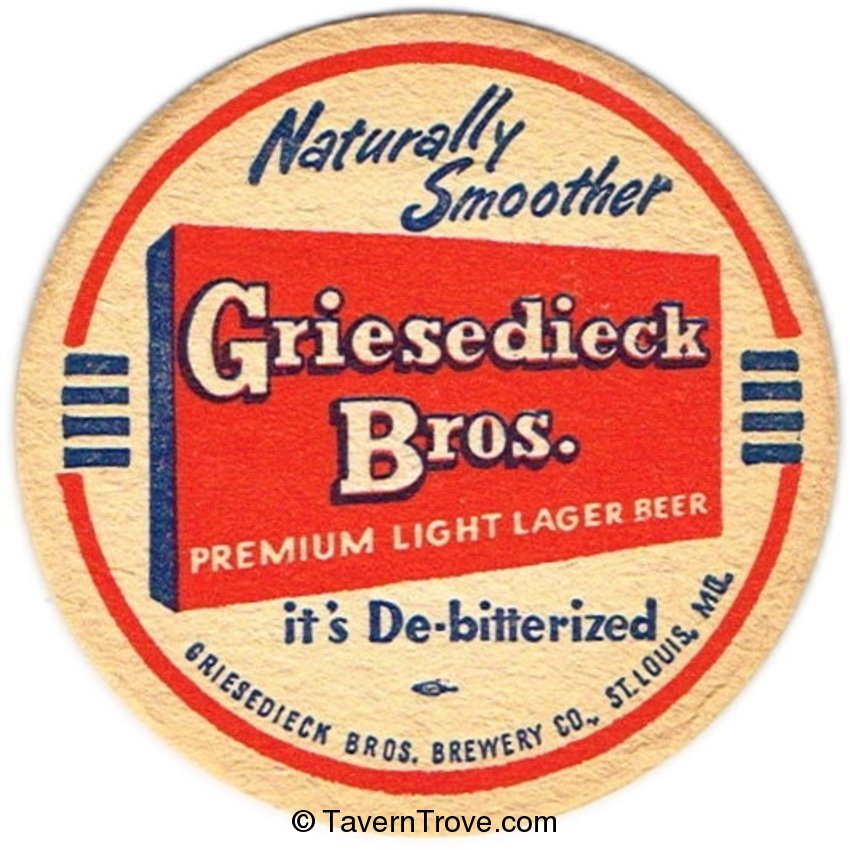 Naturally
Smoother
Griesedieck
Bros.
PREMIUM LIGHT LAGER BEER
it's De-bitterized
GRIESEDIECK BROS. BREWERY CO., ST. LOUIS, MO.
© TavernTrove.com